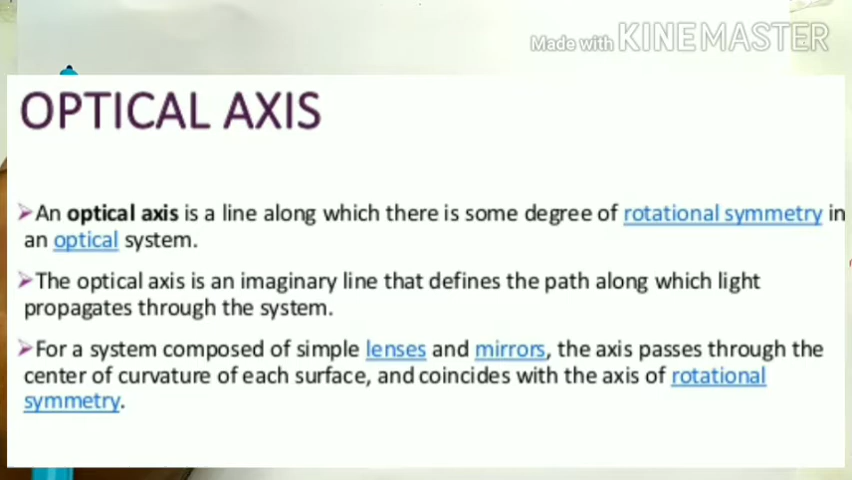 Made with KINEMASTER
OPTICAL AXIS
➢An optical axis is a line along which there is some degree of rotational symmetry in
an optical system.
➢The optical axis is an imaginary line that defines the path along which light
propagates through the system.
➢For a system composed of simple lenses and mirrors, the axis passes through the
center of curvature of each surface, and coincides with the axis of rotational
symmetry.